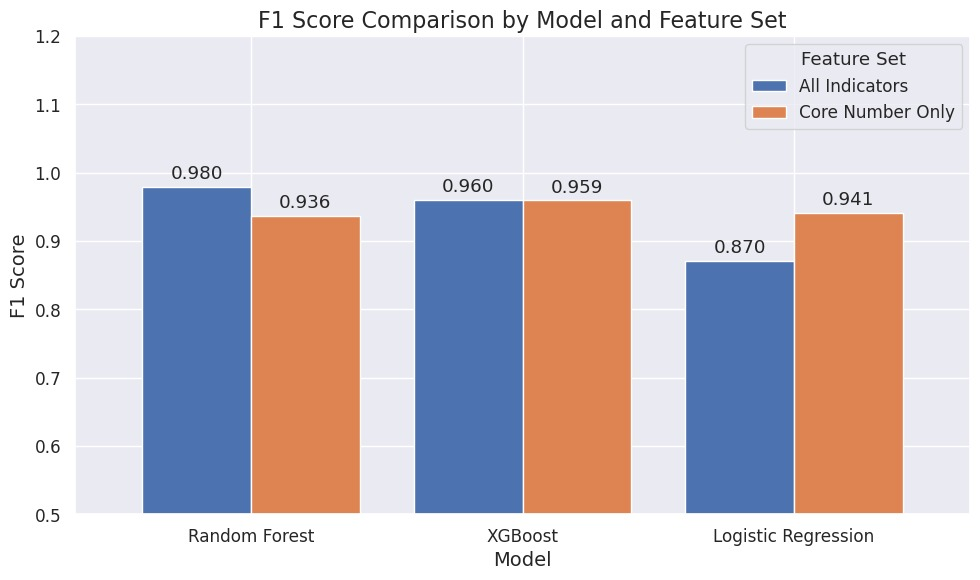 F1 Score Comparison by Model and Feature Set
F1 Score
1.2
1.1
1.0
0.9
0.8
0.7
0.6
0.5
Feature Set
All Indicators
Core Number Only
0.980
0.936
0.960
0.959
0.870
0.941
Random Forest
XGBoost
Logistic Regression
Model